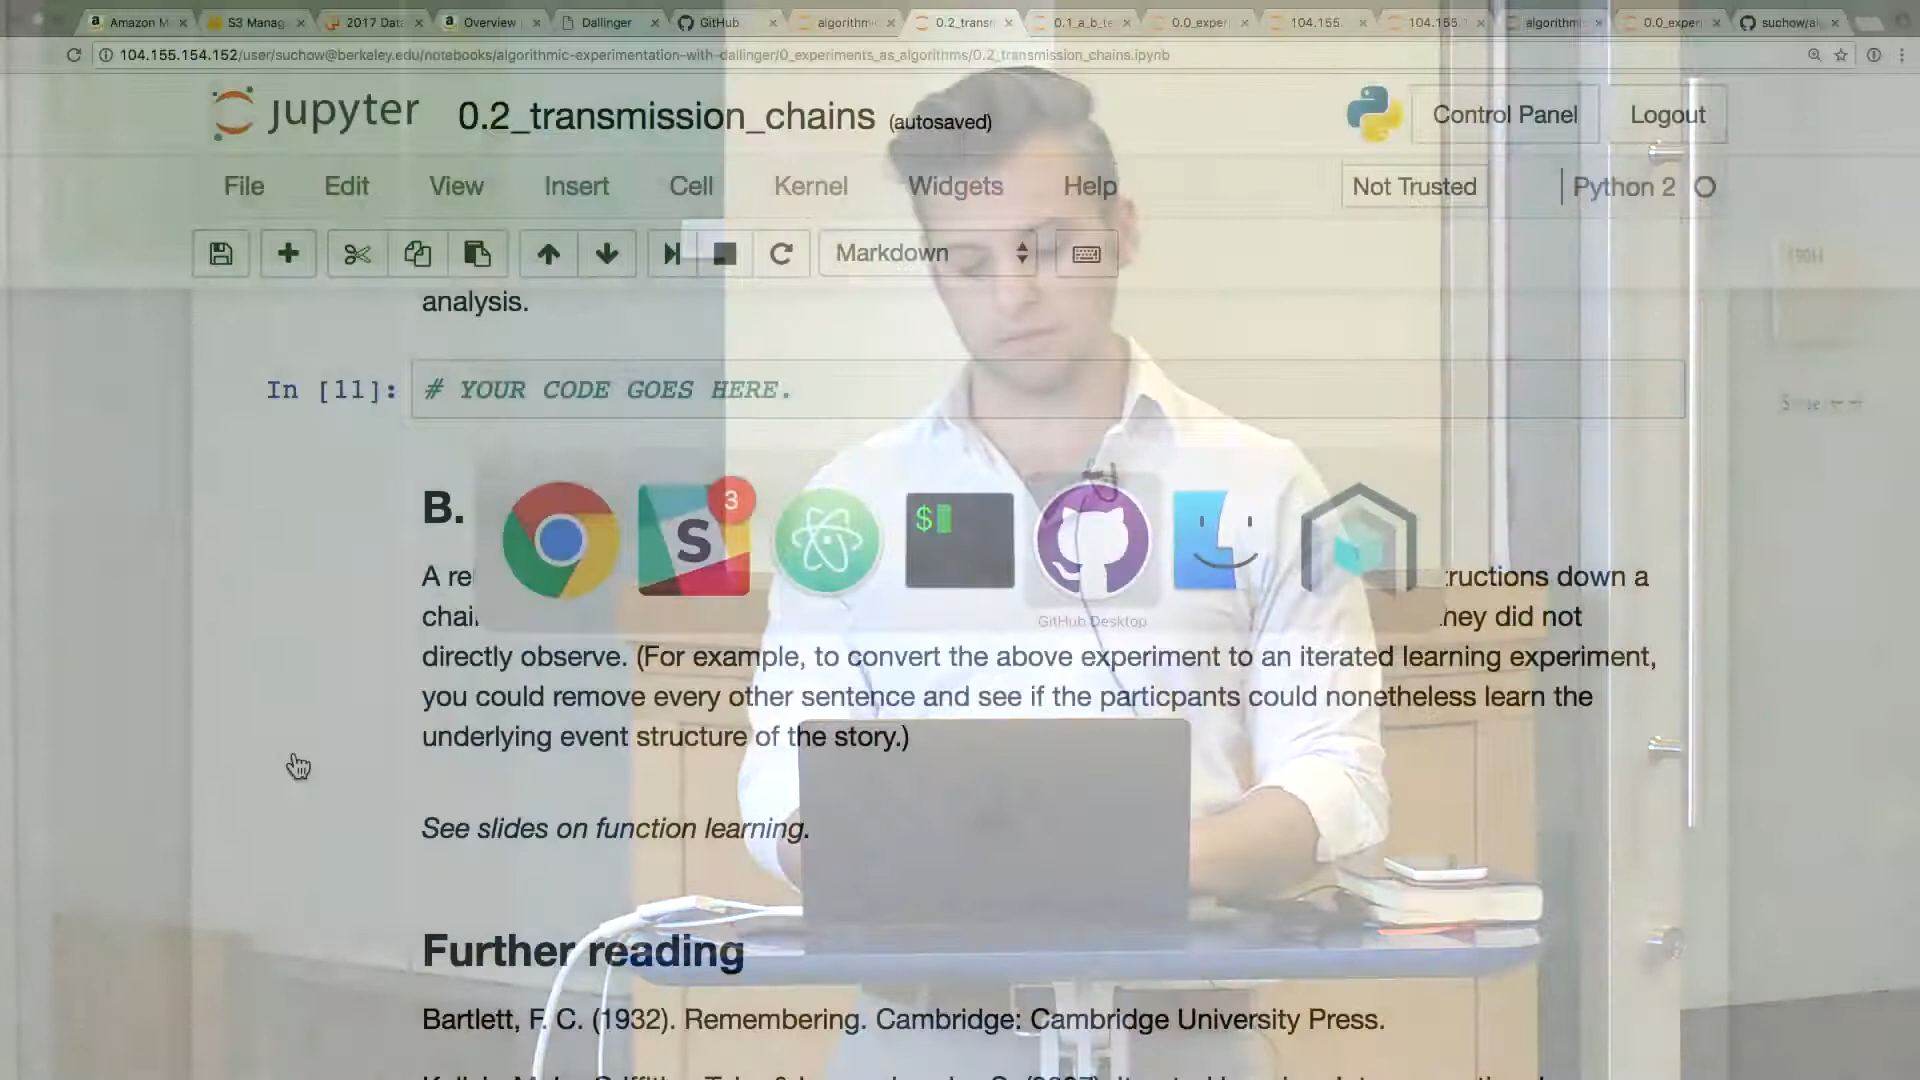 Amazon M
S3 Manag
2017 Data
Overview
Dallinger
GitHub
algorithmic
0.2_transm
0.1_a_b_te
0.0_exper
104.155.
104.155.1
algorithmi
0.0_exper
suchow/al
104.155.154.152/user/suchow@berkeley.edu/notebooks/algorithmic-experimentation-with-dallinger/0_experiments_as_algorithms/0.2_transmission_chains.ipynb
jupyter 0.2_transmission_chains (autosaved)
Control Panel
Logout
File Edit View Insert Cell Kernel Widgets Help
Not Trusted
Python 2
Markdown
analysis.
In [11]: # YOUR CODE GOES HERE.
3
S
$
B.
A re tructions down a
GitHub Desktop
chai hey did not
directly observe. (For example, to convert the above experiment to an iterated learning experiment,
you could remove every other sentence and see if the particpants could nonetheless learn the
underlying event structure of the story.)
See slides on function learning.
Further reading
Bartlett, F. C. (1932). Remembering. Cambridge: Cambridge University Press.